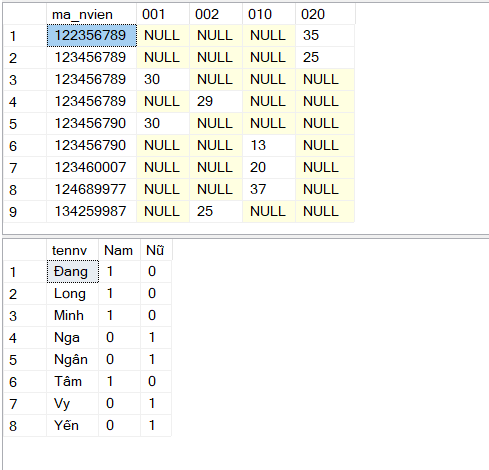 ma_nvien 001 002 010 020
1 122356789 NULL NULL NULL 35
2 123456789 NULL NULL NULL 25
3 123456789 30 NULL NULL NULL
4 123456789 NULL 29 NULL NULL
5 123456790 30 NULL NULL NULL
6 123456790 NULL NULL 13 NULL
7 123460007 NULL NULL 20 NULL
8 124689977 NULL NULL 37 NULL
9 134259987 NULL 25 NULL NULL
tennv Nam Nữ
1 Đang 1 0
2 Long 1 0
3 Minh 1 0
4 Nga 0 1
5 Ngân 0 1
6 Tâm 1 0
7 Vy 0 1
8 Yến 0 1